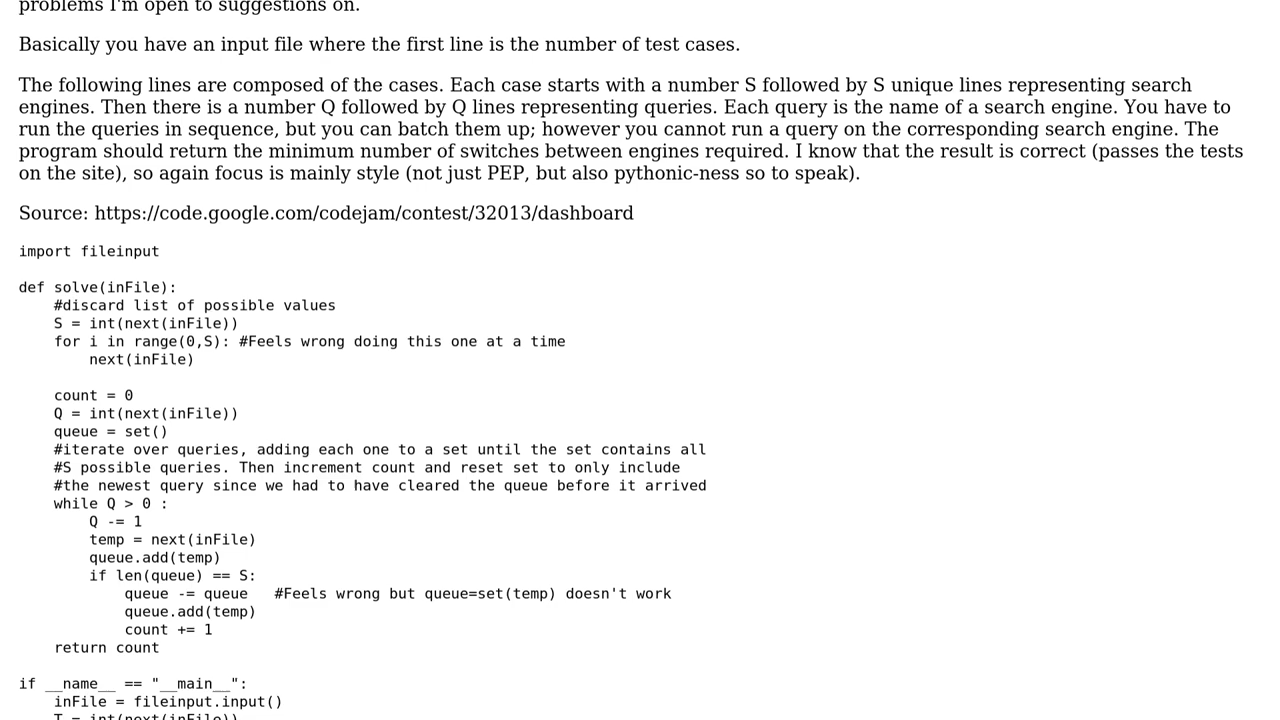 problems I'm open to suggestions on.
Basically you have an input file where the first line is the number of test cases.
The following lines are composed of the cases. Each case starts with a number S followed by S unique lines representing search
engines. Then there is a number Q followed by Q lines representing queries. Each query is the name of a search engine. You have to
run the queries in sequence, but you can batch them up; however you cannot run a query on the corresponding search engine. The
program should return the minimum number of switches between engines required. I know that the result is correct (passes the tests
on the site), so again focus is mainly style (not just PEP, but also pythonic-ness so to speak).
Source: https://code.google.com/codejam/contest/32013/dashboard
import fileinput
def solve(inFile):
    #discard list of possible values
    S = int(next(inFile))
    for i in range(0,S): #Feels wrong doing this one at a time
        next(inFile)
    count = 0
    Q = int(next(inFile))
    queue = set()
    #iterate over queries, adding each one to a set until the set contains all
    #S possible queries. Then increment count and reset set to only include
    #the newest query since we had to have cleared the queue before it arrived
    while Q > 0 :
        Q -= 1
        temp = next(inFile)
        queue.add(temp)
        if len(queue) == S:
            queue -= queue   #Feels wrong but queue=set(temp) doesn't work
            queue.add(temp)
            count += 1
    return count
if __name__ == "__main__":
    inFile = fileinput.input()
    T = int(next(inFile))